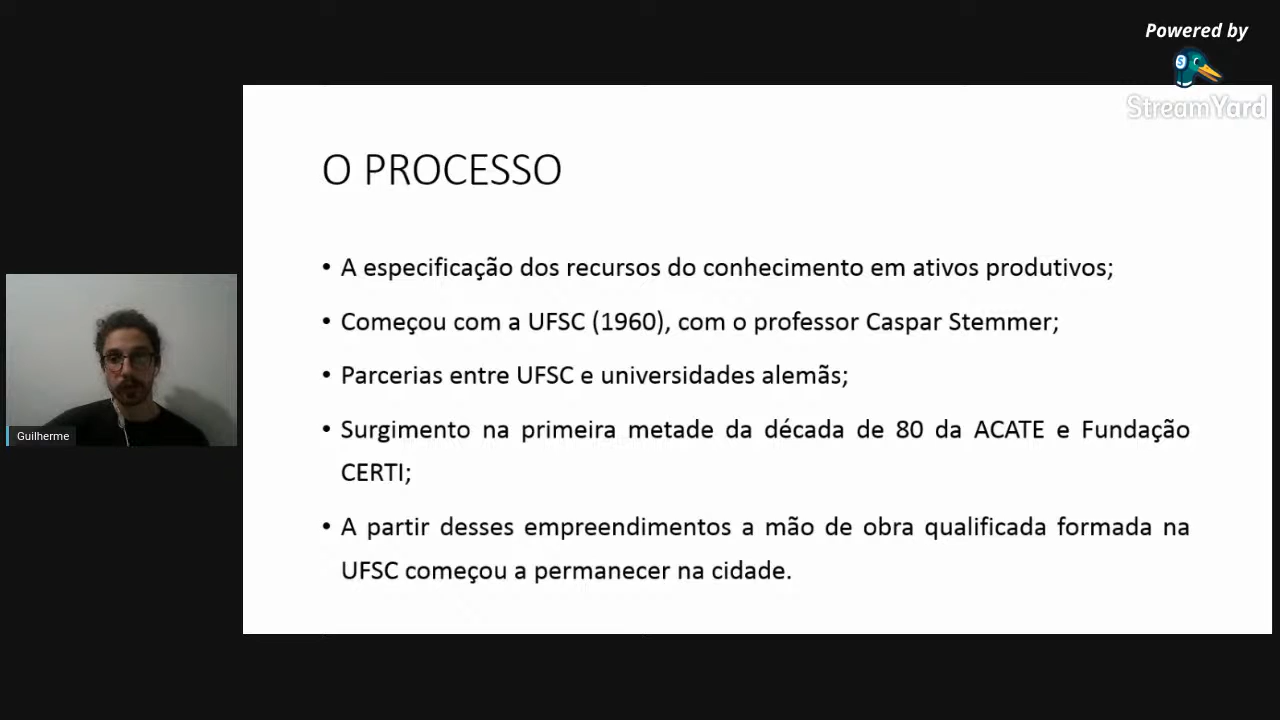 Powered by
StreamYard
O PROCESSO
• A especificação dos recursos do conhecimento em ativos produtivos;
• Começou com a UFSC (1960), com o professor Caspar Stemmer;
• Parcerias entre UFSC e universidades alemãs;
• Surgimento na primeira metade da década de 80 da ACATE e Fundação
CERTI;
• A partir desses empreendimentos a mão de obra qualificada formada na
UFSC começou a permanecer na cidade.
Guilherme